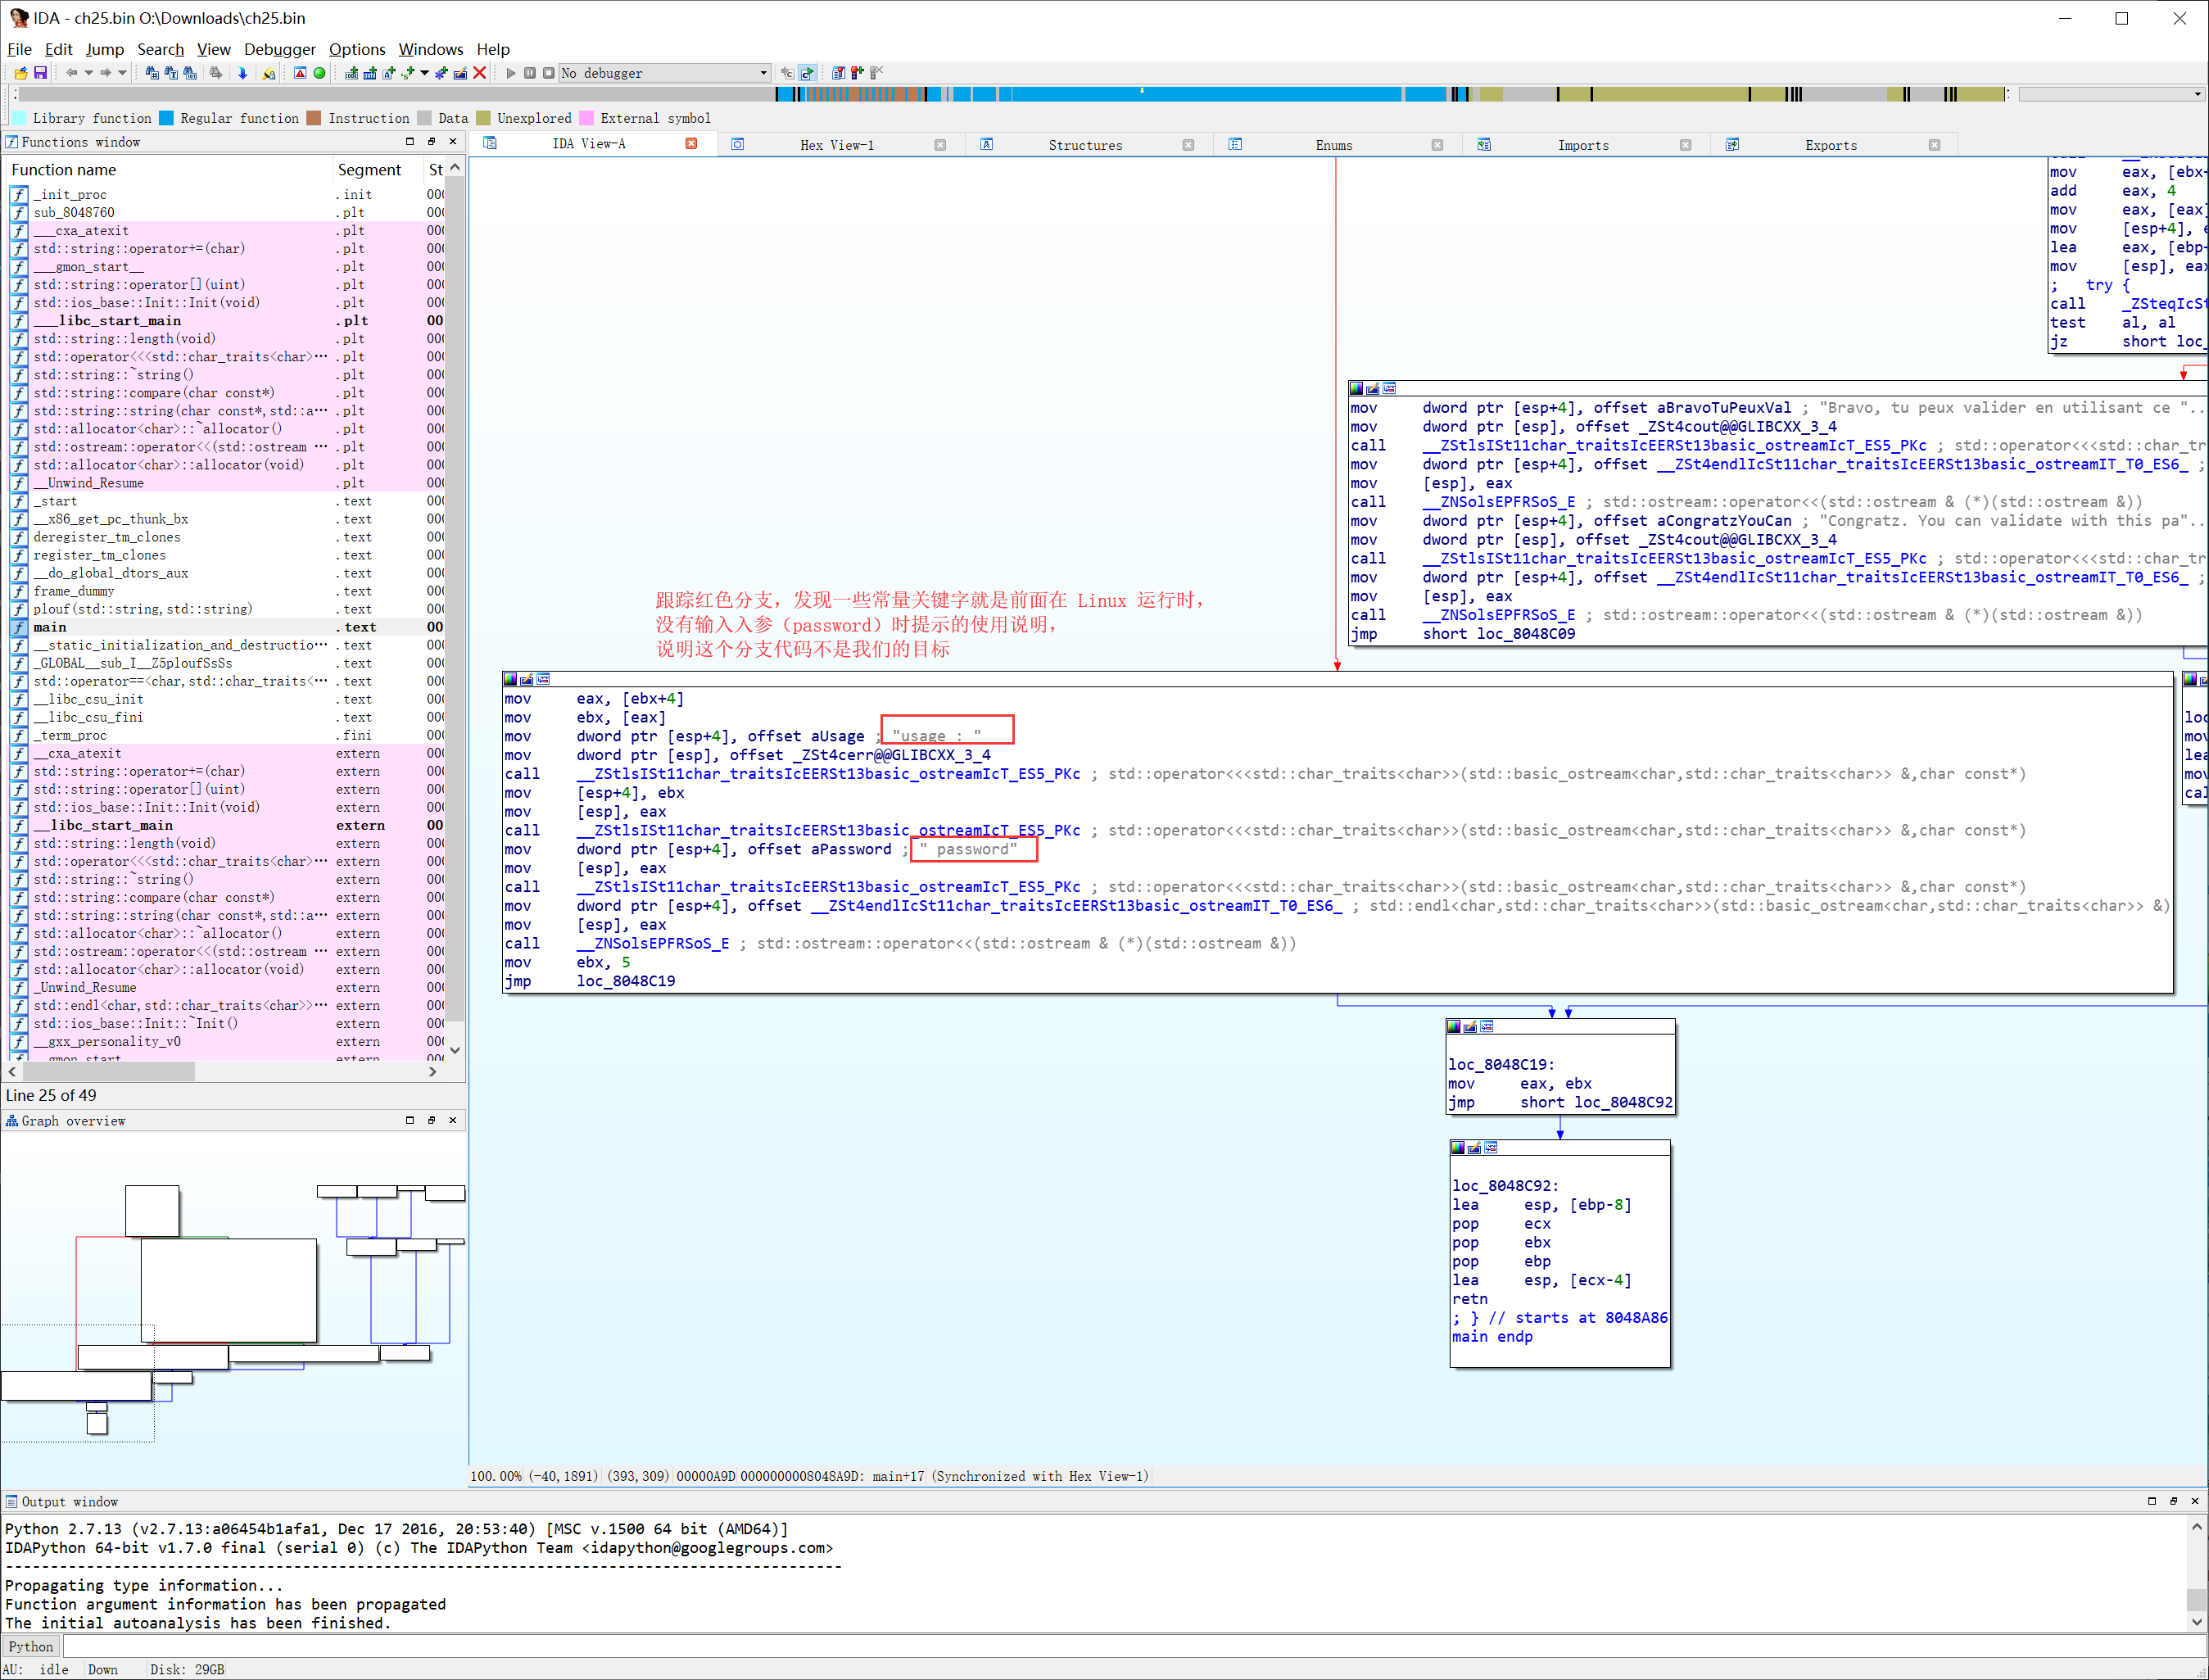 IDA - ch25.bin O:\Downloads\ch25.bin
File Edit Jump Search View Debugger Options Windows Help
No debugger
Library function Regular function Instruction Data Unexplored External symbol
Functions window
Function name Segment St
_init_proc .init 00(
sub_8048760 .plt 00(
___cxa_atexit .plt 00(
std::string::operator+=(char) .plt 00(
___gmon_start__ .plt 00(
std::string::operator[](uint) .plt 00(
std::ios_base::Init::Init(void) .plt 00(
___libc_start_main .plt 00
std::string::length(void) .plt 00(
std::operator<<<std::char_traits<char>… .plt 00(
std::string::~string() .plt 00(
std::string::compare(char const*) .plt 00(
std::string::string(char const*,std::a… .plt 00(
std::allocator<char>::~allocator() .plt 00(
std::ostream::operator<<(std::ostream … .plt 00(
std::allocator<char>::allocator(void) .plt 00(
__Unwind_Resume .plt 00(
_start .text 00(
__x86_get_pc_thunk_bx .text 00(
deregister_tm_clones .text 00(
register_tm_clones .text 00(
__do_global_dtors_aux .text 00(
frame_dummy .text 00(
plouf(std::string,std::string) .text 00(
main .text 00
__static_initialization_and_destructio… .text 00(
_GLOBAL__sub_I__Z5ploufSsSs .text 00(
std::operator==<char,std::char_traits<… .text 00(
__libc_csu_init .text 00(
__libc_csu_fini .text 00(
_term_proc .fini 00(
__cxa_atexit extern 00(
std::string::operator+=(char) extern 00(
std::string::operator[](uint) extern 00(
std::ios_base::Init::Init(void) extern 00(
__libc_start_main extern 00
std::string::length(void) extern 00(
std::operator<<<std::char_traits<char>… extern 00(
std::string::~string() extern 00(
std::string::compare(char const*) extern 00(
std::string::string(char const*,std::a… extern 00(
std::allocator<char>::~allocator() extern 00(
std::ostream::operator<<(std::ostream … extern 00(
std::allocator<char>::allocator(void) extern 00(
_Unwind_Resume extern 00(
std::endl<char,std::char_traits<char>>… extern 00(
std::ios_base::Init::~Init() extern 00(
__gxx_personality_v0 extern 00(
__gmon_start__ extern 00(
Line 25 of 49
Graph overview
IDA View-A Hex View-1 Structures Enums Imports Exports
mov eax, [ebx+
add eax, 4
mov eax, [eax]
mov [esp+4], e
lea eax, [ebp-
mov [esp], eax
; try {
call _ZSteqIcSt
test al, al
jz short loc_
mov dword ptr [esp+4], offset aBravoTuPeuxVal ; "Bravo, tu peux valider en utilisant ce "..
mov dword ptr [esp], offset _ZSt4cout@@GLIBCXX_3_4
call __ZStlsISt11char_traitsIcEERSt13basic_ostreamIcT_ES5_PKc ; std::operator<<<std::char_tr
mov dword ptr [esp+4], offset __ZSt4endlIcSt11char_traitsIcEERSt13basic_ostreamIT_T0_ES6_ ;
mov [esp], eax
call __ZNSolsEPFRSoS_E ; std::ostream::operator<<(std::ostream & (*)(std::ostream &))
mov dword ptr [esp+4], offset aCongratzYouCan ; "Congratz. You can validate with this pa"..
mov dword ptr [esp], offset _ZSt4cout@@GLIBCXX_3_4
call __ZStlsISt11char_traitsIcEERSt13basic_ostreamIcT_ES5_PKc ; std::operator<<<std::char_tr
mov dword ptr [esp+4], offset __ZSt4endlIcSt11char_traitsIcEERSt13basic_ostreamIT_T0_ES6_ ;
mov [esp], eax
call __ZNSolsEPFRSoS_E ; std::ostream::operator<<(std::ostream & (*)(std::ostream &))
jmp short loc_8048C09
跟踪红色分支，发现一些常量关键字就是前面在 Linux 运行时，
没有输入入参（password）时提示的使用说明，
说明这个分支代码不是我们的目标
mov eax, [ebx+4]
mov ebx, [eax]
mov dword ptr [esp+4], offset aUsage ; "usage : "
mov dword ptr [esp], offset _ZSt4cerr@@GLIBCXX_3_4
call __ZStlsISt11char_traitsIcEERSt13basic_ostreamIcT_ES5_PKc ; std::operator<<<std::char_traits<char>>(std::basic_ostream<char,std::char_traits<char>> &,char const*)
mov [esp+4], ebx
mov [esp], eax
call __ZStlsISt11char_traitsIcEERSt13basic_ostreamIcT_ES5_PKc ; std::operator<<<std::char_traits<char>>(std::basic_ostream<char,std::char_traits<char>> &,char const*)
mov dword ptr [esp+4], offset aPassword ; " password"
mov [esp], eax
call __ZStlsISt11char_traitsIcEERSt13basic_ostreamIcT_ES5_PKc ; std::operator<<<std::char_traits<char>>(std::basic_ostream<char,std::char_traits<char>> &,char const*)
mov dword ptr [esp+4], offset __ZSt4endlIcSt11char_traitsIcEERSt13basic_ostreamIT_T0_ES6_ ; std::endl<char,std::char_traits<char>>(std::basic_ostream<char,std::char_traits<char>> &)
mov [esp], eax
call __ZNSolsEPFRSoS_E ; std::ostream::operator<<(std::ostream & (*)(std::ostream &))
mov ebx, 5
jmp loc_8048C19
loc
mov
lea
mov
cal
loc_8048C19:
mov eax, ebx
jmp short loc_8048C92
loc_8048C92:
lea esp, [ebp-8]
pop ecx
pop ebx
pop ebp
lea esp, [ecx-4]
retn
; } // starts at 8048A86
main endp
100.00% (-40,1891) (393,309) 00000A9D 0000000008048A9D: main+17 (Synchronized with Hex View-1)
Output window
Python 2.7.13 (v2.7.13:a06454b1afa1, Dec 17 2016, 20:53:40) [MSC v.1500 64 bit (AMD64)]
IDAPython 64-bit v1.7.0 final (serial 0) (c) The IDAPython Team <idapython@googlegroups.com>
Propagating type information...
Function argument information has been propagated
The initial autoanalysis has been finished.
Python
AU: idle Down Disk: 29GB